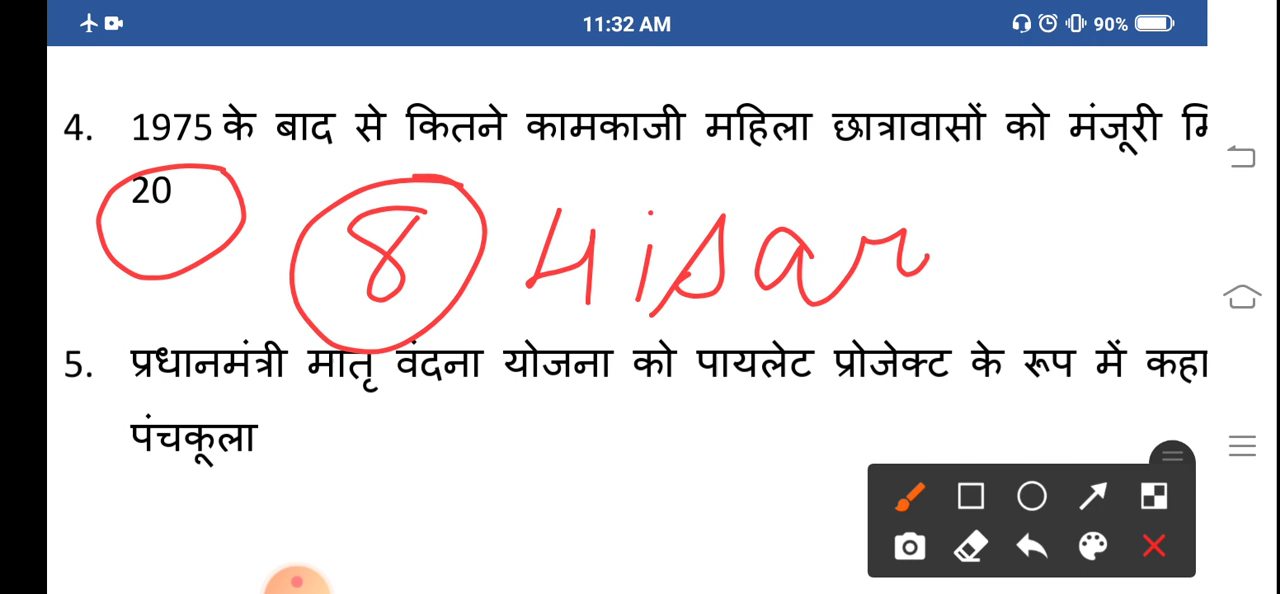 11:32 AM
90%
4. 1975 के बाद से कितने कामकाजी महिला छात्रावासों को मंजूरी
20
8 Hisar
5. प्रधानमंत्री मातृ वंदना योजना को पायलेट प्रोजेक्ट के रूप में कहा
पंचकूला